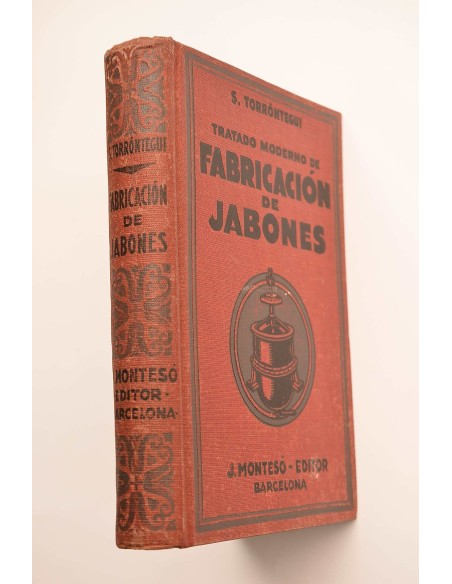 S. TORRÓNTEGUI
TRATADO MODERNO DE
FABRICACIÓN
DE
JABONES
J. MONTESÓ - EDITOR
BARCELONA
S. TORRÓNTEGUI
FABRICACIÓN
DE
JABONES
J. MONTESÓ
EDITOR -
BARCELONA-